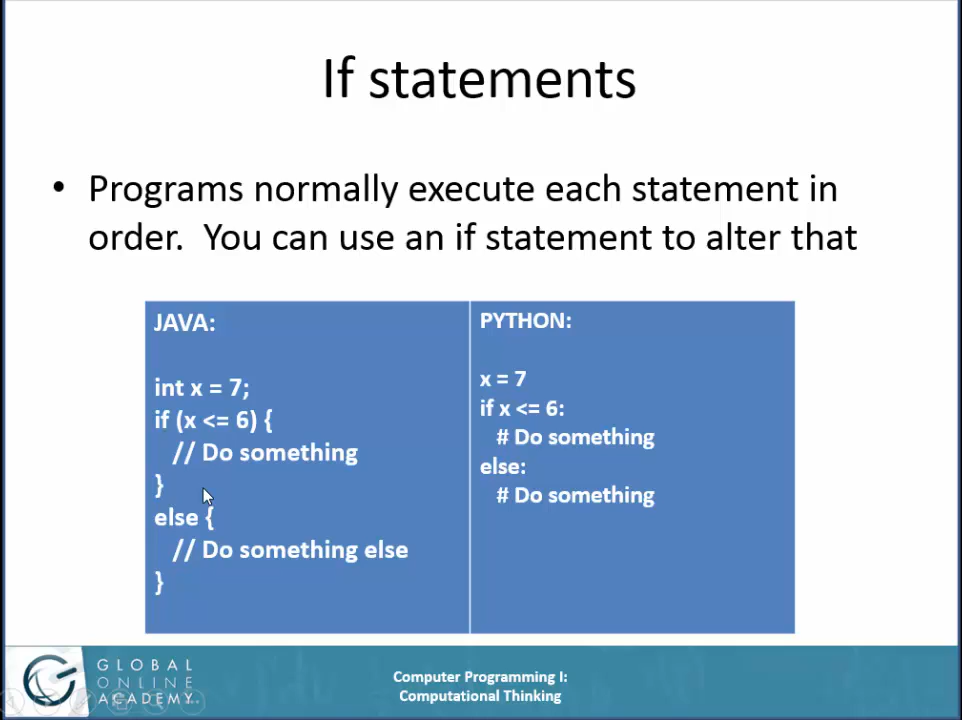 If statements
• Programs normally execute each statement in
order. You can use an if statement to alter that
JAVA:
int x = 7;
if (x <= 6) {
// Do something
}
else {
// Do something else
}
PYTHON:
x = 7
if x <= 6:
# Do something
else:
# Do something
GLOBAL
ONLINE
ACADEMY
Computer Programming I:
Computational Thinking